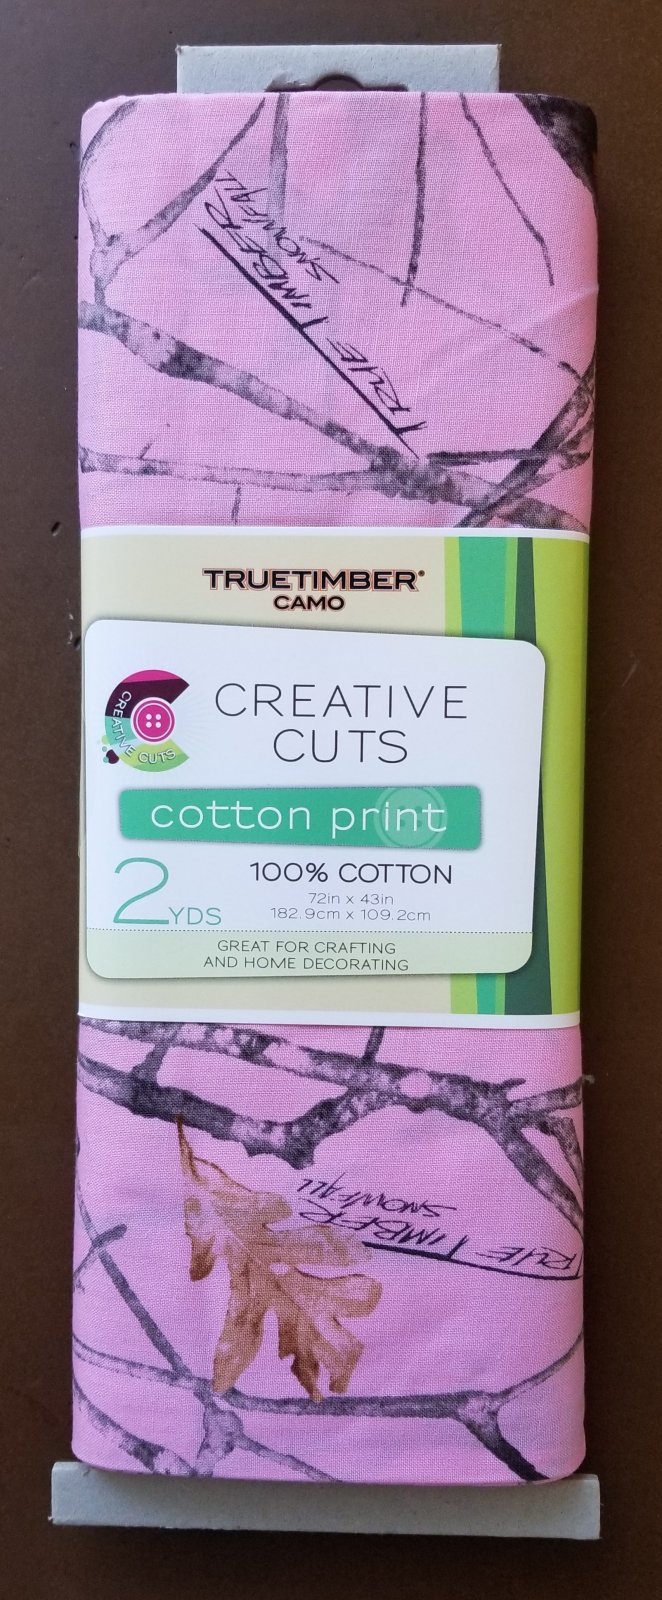 SNOWFALL
TRUE TIMBER
TRUETIMBER®
CAMO
CREATIVE CUTS
CREATIVE
CUTS
cotton print
2YDS
100% COTTON
72in x 43in
182.9cm x 109.2cm
GREAT FOR CRAFTING
AND HOME DECORATING
SNOWFALL
TRUE TIMBER